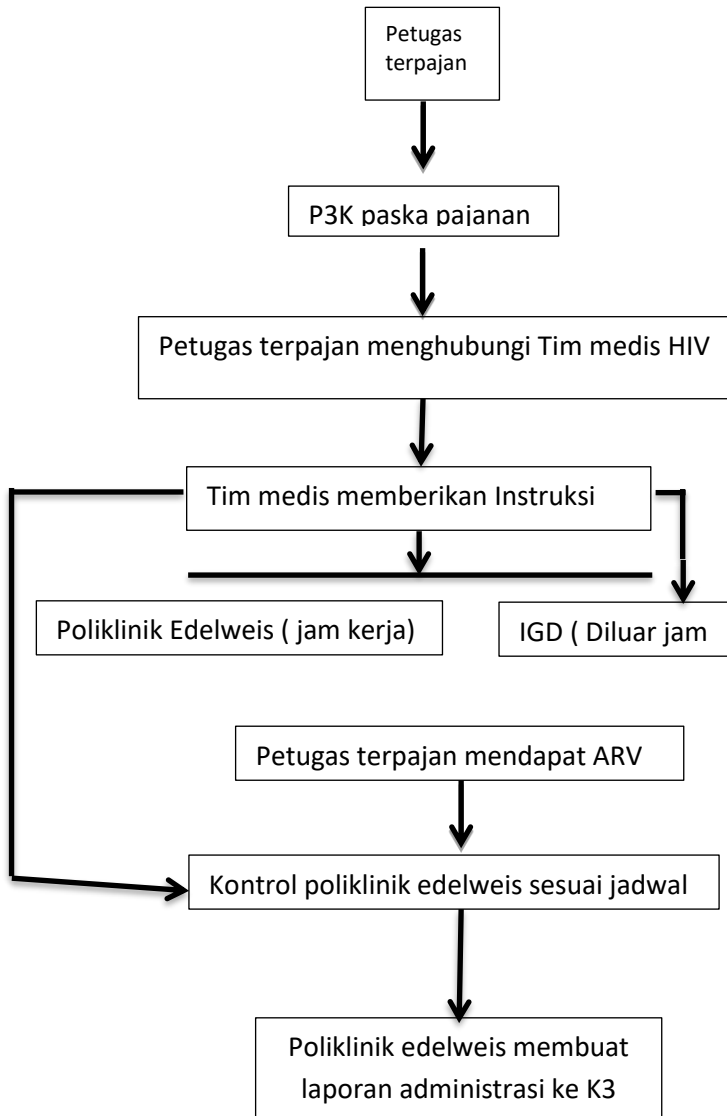 Petugas
terpajan
P3K paska pajanan
Petugas terpajan menghubungi Tim medis HIV
Tim medis memberikan Instruksi
Poliklinik Edelweis ( jam kerja)
IGD ( Diluar jam
Petugas terpajan mendapat ARV
Kontrol poliklinik edelweis sesuai jadwal
Poliklinik edelweis membuat
laporan administrasi ke K3